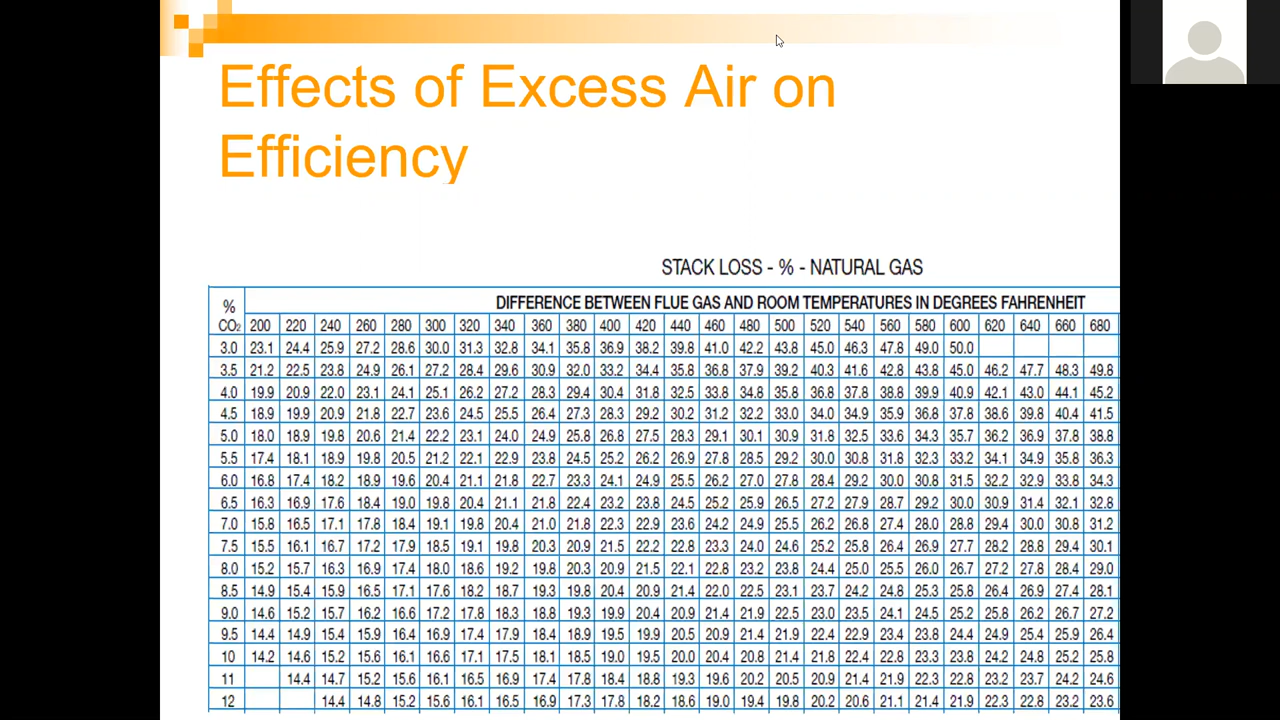 Effects of Excess Air on
Efficiency
STACK LOSS - % - NATURAL GAS
% DIFFERENCE BETWEEN FLUE GAS AND ROOM TEMPERATURES IN DEGREES FAHRENHEIT
CO2 200 220 240 260 280 300 320 340 360 380 400 420 440 460 480 500 520 540 560 580 600 620 640 660 680
3.0 23.1 24.4 25.9 27.2 28.6 30.0 31.3 32.8 34.1 35.8 36.9 38.2 39.8 41.0 42.2 43.8 45.0 46.3 47.8 49.0 50.0
3.5 21.2 22.5 23.8 24.9 26.1 27.2 28.4 29.6 30.9 32.0 33.2 34.4 35.8 36.8 37.9 39.2 40.3 41.6 42.8 43.8 45.0 46.2 47.7 48.3 49.8
4.0 19.9 20.9 22.0 23.1 24.1 25.1 26.2 27.2 28.3 29.4 30.4 31.8 32.5 33.8 34.8 35.8 36.8 37.8 38.8 39.9 40.9 42.1 43.0 44.1 45.2
4.5 18.9 19.9 20.9 21.8 22.7 23.6 24.5 25.5 26.4 27.3 28.3 29.2 30.2 31.2 32.2 33.0 34.0 34.9 35.9 36.8 37.8 38.6 39.8 40.4 41.5
5.0 18.0 18.9 19.8 20.6 21.4 22.2 23.1 24.0 24.9 25.8 26.8 27.5 28.3 29.1 30.1 30.9 31.8 32.5 33.6 34.3 35.7 36.2 36.9 37.8 38.8
5.5 17.4 18.1 18.9 19.8 20.5 21.2 22.1 22.9 23.8 24.5 25.2 26.2 26.9 27.8 28.5 29.2 30.0 30.8 31.8 32.3 33.2 34.1 34.9 35.8 36.3
6.0 16.8 17.4 18.2 18.9 19.6 20.4 21.1 21.8 22.7 23.3 24.1 24.9 25.5 26.2 27.0 27.8 28.4 29.2 30.0 30.8 31.5 32.2 32.9 33.8 34.3
6.5 16.3 16.9 17.6 18.4 19.0 19.8 20.4 21.1 21.8 22.4 23.2 23.8 24.5 25.2 25.9 26.5 27.2 27.9 28.7 29.2 30.0 30.9 31.4 32.1 32.8
7.0 15.8 16.5 17.1 17.8 18.4 19.1 19.8 20.4 21.0 21.8 22.3 22.9 23.6 24.2 24.9 25.5 26.2 26.8 27.4 28.0 28.8 29.4 30.0 30.8 31.2
7.5 15.5 16.1 16.7 17.2 17.9 18.5 19.1 19.8 20.3 20.9 21.5 22.2 22.8 23.3 24.0 24.6 25.2 25.8 26.4 26.9 27.7 28.2 28.8 29.4 30.1
8.0 15.2 15.7 16.3 16.9 17.4 18.0 18.6 19.2 19.8 20.3 20.9 21.5 22.1 22.8 23.2 23.8 24.4 25.0 25.5 26.0 26.7 27.2 27.8 28.4 29.0
8.5 14.9 15.4 15.9 16.5 17.1 17.6 18.2 18.7 19.3 19.8 20.4 20.9 21.4 22.0 22.5 23.1 23.7 24.2 24.8 25.3 25.8 26.4 26.9 27.4 28.1
9.0 14.6 15.2 15.7 16.2 16.6 17.2 17.8 18.3 18.8 19.3 19.9 20.4 20.9 21.4 21.9 22.5 23.0 23.5 24.1 24.5 25.2 25.8 26.2 26.7 27.2
9.5 14.4 14.9 15.4 15.9 16.4 16.9 17.4 17.9 18.4 18.9 19.5 19.9 20.5 20.9 21.4 21.9 22.4 22.9 23.4 23.8 24.4 24.9 25.4 25.9 26.4
10 14.2 14.6 15.2 15.6 16.1 16.6 17.1 17.5 18.1 18.5 19.0 19.5 20.0 20.4 20.8 21.4 21.8 22.4 22.8 23.3 23.8 24.2 24.8 25.2 25.8
11 14.4 14.7 15.2 15.6 16.1 16.5 16.9 17.4 17.8 18.4 18.8 19.3 19.6 20.2 20.5 20.9 21.4 21.9 22.3 22.8 23.2 23.7 24.2 24.6
12 14.4 14.8 15.2 15.6 16.1 16.5 16.9 17.3 17.8 18.2 18.6 19.0 19.4 19.8 20.2 20.6 21.1 21.4 21.9 22.3 22.8 23.2 23.6